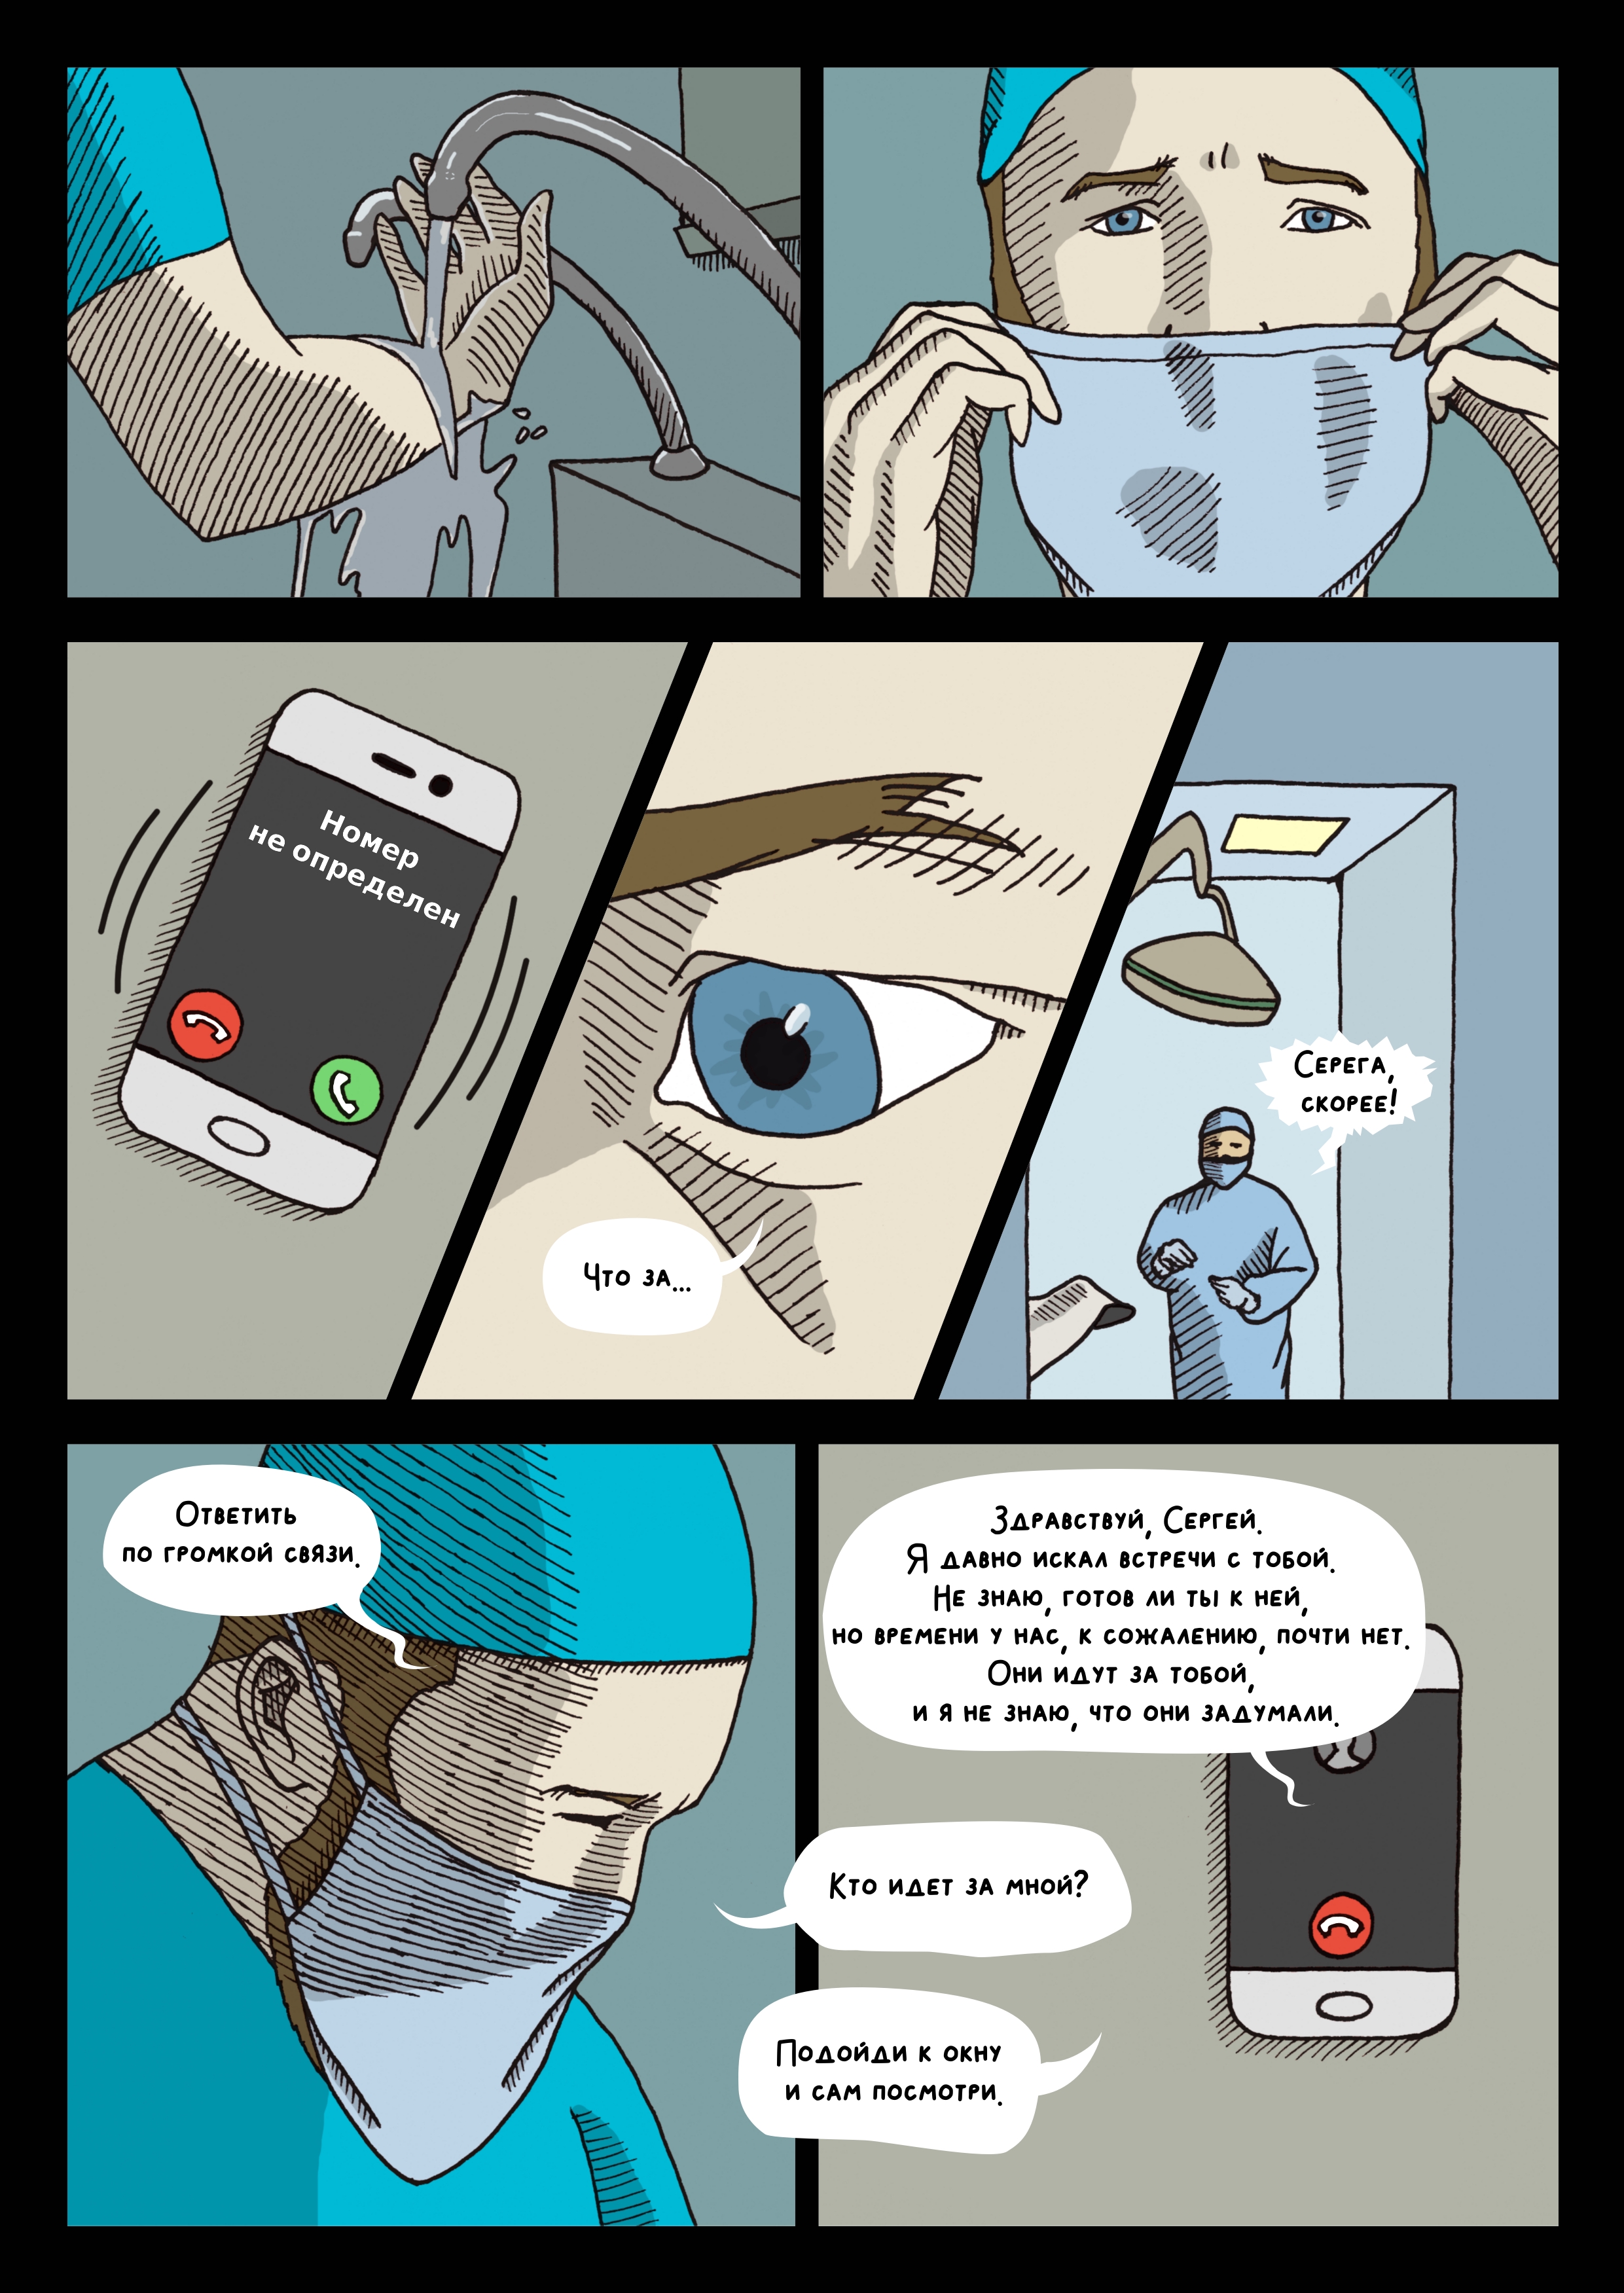 Номер
не определен
Что за...
Серега,
скорее!
Ответить
по громкой связи.
Здравствуй, Сергей.
Я давно искал встречи с тобой.
Не знаю, готов ли ты к ней,
но времени у нас, к сожалению, почти нет.
Они идут за тобой,
и я не знаю, что они задумали.
Кто идет за мной?
Подойди к окну
и сам посмотри.